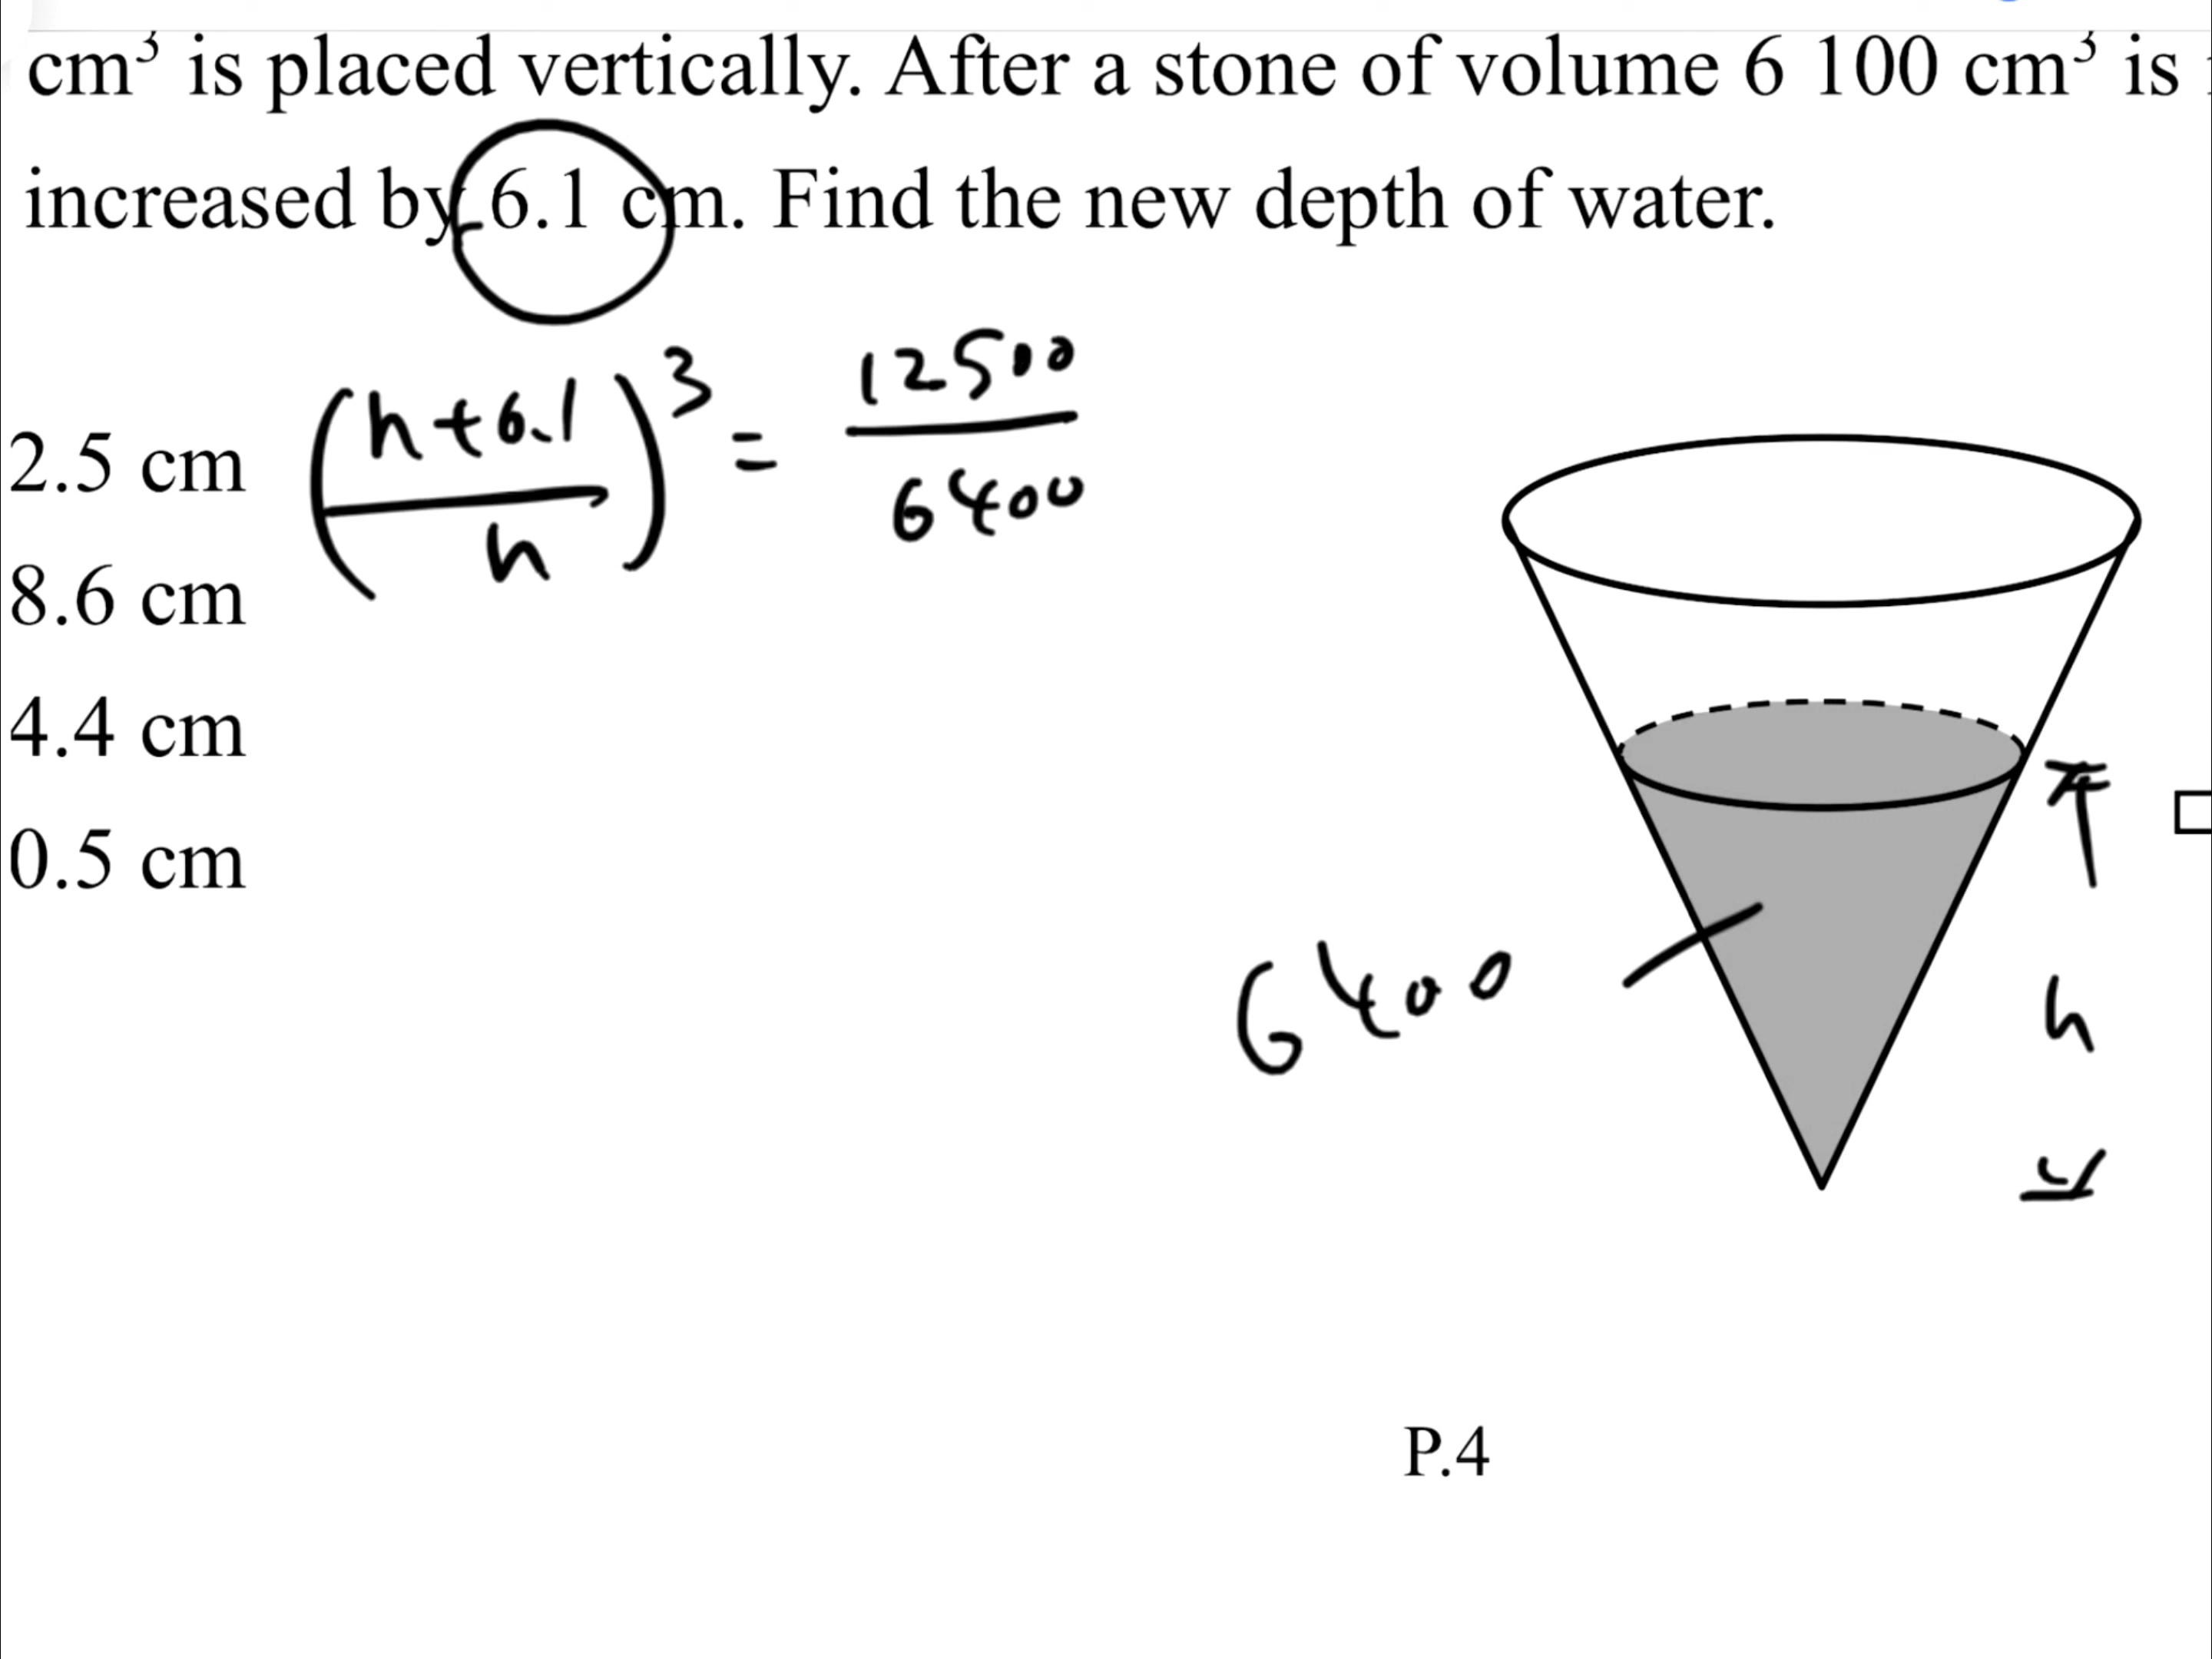 cm³ is placed vertically. After a stone of volume 6 100 cm³ is
increased by 6.1 cm. Find the new depth of water.
(h+6.1 / h)³ = 12500 / 6400
2.5 cm
8.6 cm
4.4 cm
0.5 cm
6400
h
P.4